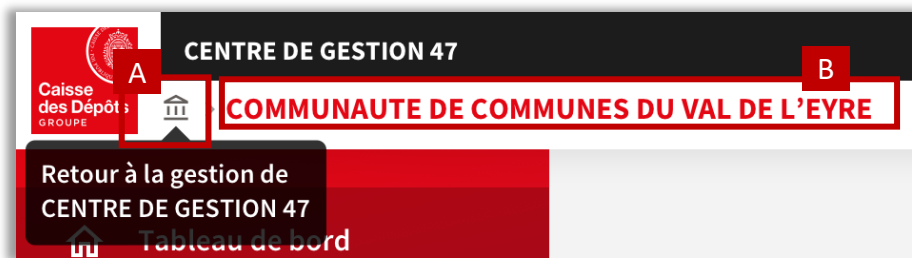 CENTRE DE GESTION 47
Caisse
des Dépôts
GROUPE
A
B
COMMUNAUTE DE COMMUNES DU VAL DE L’EYRE
Retour à la gestion de
CENTRE DE GESTION 47
Tableau de bord